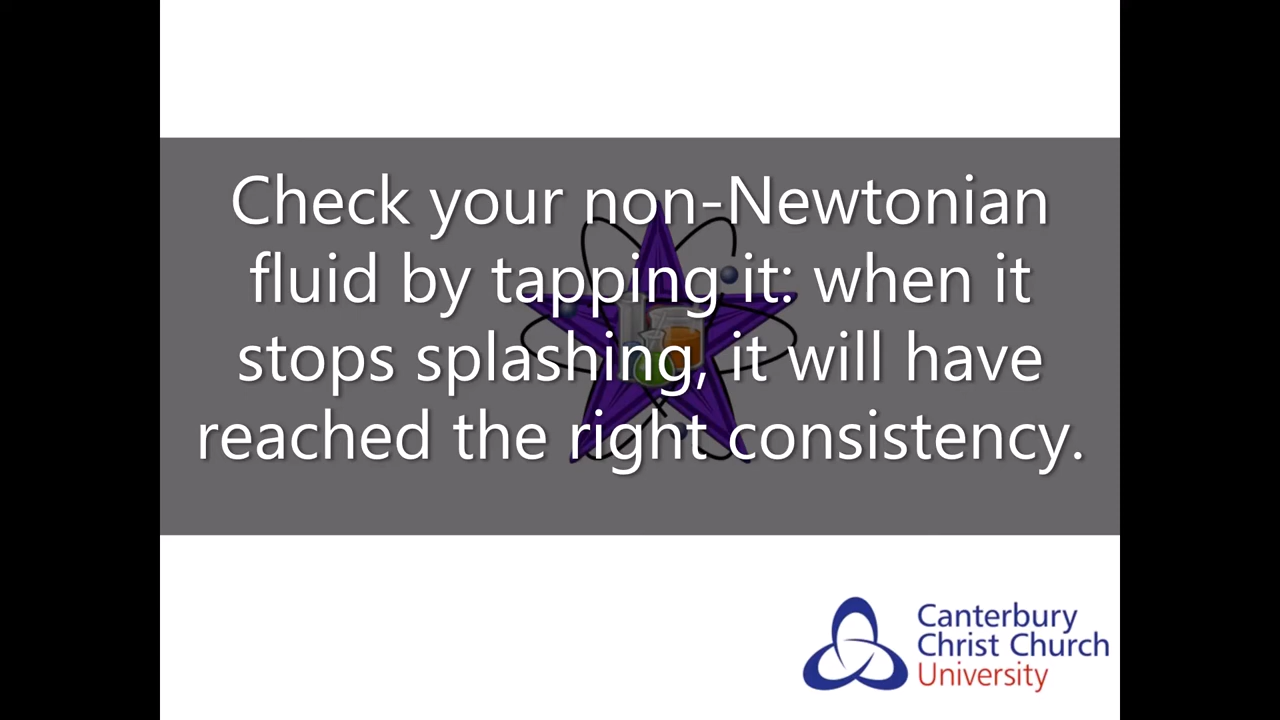 Check your non-Newtonian
fluid by tapping it: when it
stops splashing, it will have
reached the right consistency.
Canterbury
Christ Church
University